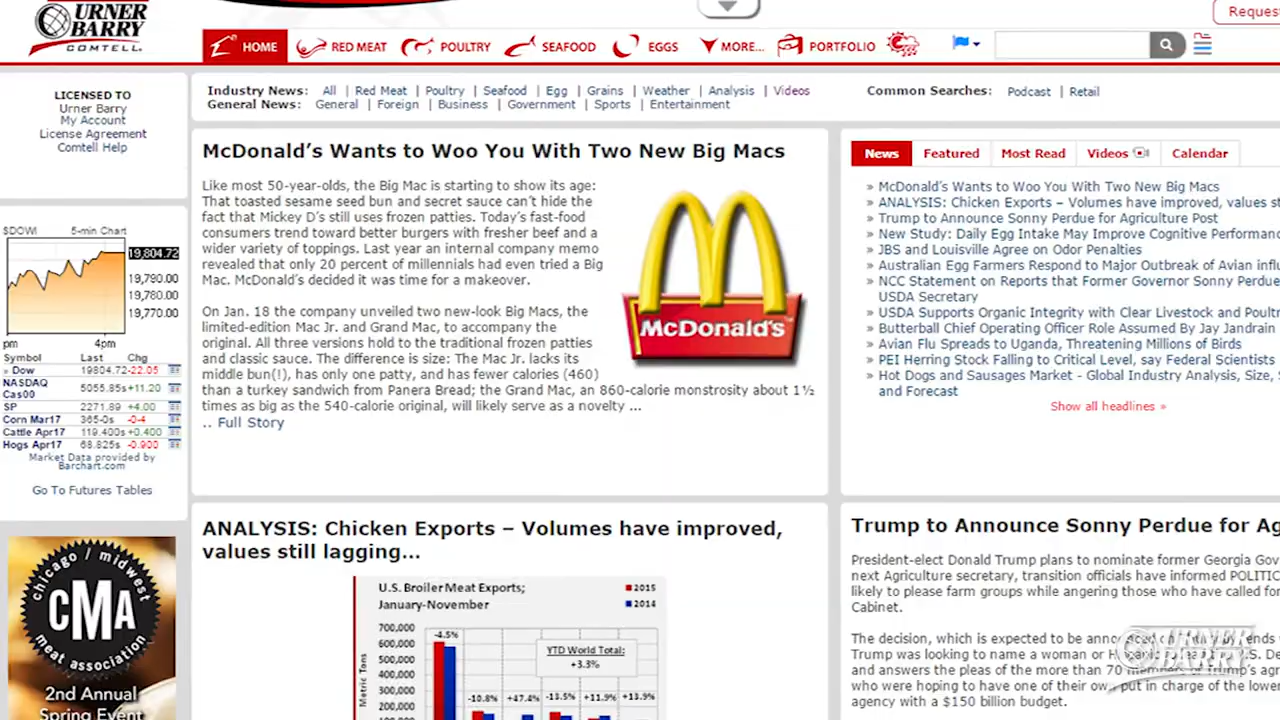 URNER
BARRY
COMTELL.
Request
HOME
RED MEAT
POULTRY
SEAFOOD
EGGS
MORE...
PORTFOLIO
Industry News: All | Red Meat | Poultry | Seafood | Egg | Grains | Weather | Analysis | Videos
General News: General | Foreign | Business | Government | Sports | Entertainment
Common Searches: Podcast | Retail
LICENSED TO
Urner Barry
My Account
License Agreement
Comtell Help
$DOWI 5-min Chart
19,804.72
19,790.00
19,780.00
19,770.00
pm 4pm
Symbol Last Chg
» Dow 19804.72 -22.05
NASDAQ
Cas00 5055.85s +11.20
SP 2271.89 +4.00
Corn Mar17 365-0s -0-4
Cattle Apr17 119.400s +0.400
Hogs Apr17 68.825s -0.900
Market Data provided by
Barchart.com
Go To Futures Tables
chicago / midwest
CMA
meat association
2nd Annual
Spring Event
McDonald's Wants to Woo You With Two New Big Macs
Like most 50-year-olds, the Big Mac is starting to show its age:
That toasted sesame seed bun and secret sauce can't hide the
fact that Mickey D's still uses frozen patties. Today's fast-food
consumers trend toward better burgers with fresher beef and a
wider variety of toppings. Last year an internal company memo
revealed that only 20 percent of millennials had even tried a Big
Mac. McDonald's decided it was time for a makeover.
On Jan. 18 the company unveiled two new-look Big Macs, the
limited-edition Mac Jr. and Grand Mac, to accompany the
original. All three versions hold to the traditional frozen patties
and classic sauce. The difference is size: The Mac Jr. lacks its
middle bun(!), has only one patty, and has fewer calories (460)
than a turkey sandwich from Panera Bread; the Grand Mac, an 860-calorie monstrosity about 1½
times as big as the 540-calorie original, will likely serve as a novelty ...
.. Full Story
McDonald's
News
Featured
Most Read
Videos
Calendar
» McDonald's Wants to Woo You With Two New Big Macs
» ANALYSIS: Chicken Exports – Volumes have improved, values st
» Trump to Announce Sonny Perdue for Agriculture Post
» New Study: Daily Egg Intake May Improve Cognitive Performanc
» JBS and Louisville Agree on Odor Penalties
» Australian Egg Farmers Respond to Major Outbreak of Avian influ
» NCC Statement on Reports that Former Governor Sonny Perdue
USDA Secretary
» USDA Supports Organic Integrity with Clear Livestock and Poult
» Butterball Chief Operating Officer Role Assumed By Jay Jandrain
» Avian Flu Spreads to Uganda, Threatening Millions of Birds
» PEI Herring Stock Falling to Critical Level, say Federal Scientists
» Hot Dogs and Sausages Market - Global Industry Analysis, Size,
and Forecast
Show all headlines »
ANALYSIS: Chicken Exports – Volumes have improved,
values still lagging...
U.S. Broiler Meat Exports;
January-November
2015
2014
Metric Tons
700,000
600,000
500,000
400,000
300,000
200,000
-4.5%
YTD World Total:
+3.3%
-10.8% +47.4% -13.5% +11.9% +13.9%
Trump to Announce Sonny Perdue for Ag
President-elect Donald Trump plans to nominate former Georgia Gov
next Agriculture secretary, transition officials have informed POLITIC
likely to please farm groups while angering those who have called for
Cabinet.
The decision, which is expected to be
Trump was looking to name a woman or
and answers the pleas of the more than 70
who were hoping to have one of their own put in charge of the
agency with a $150 billion budget.
URNER
BARRY